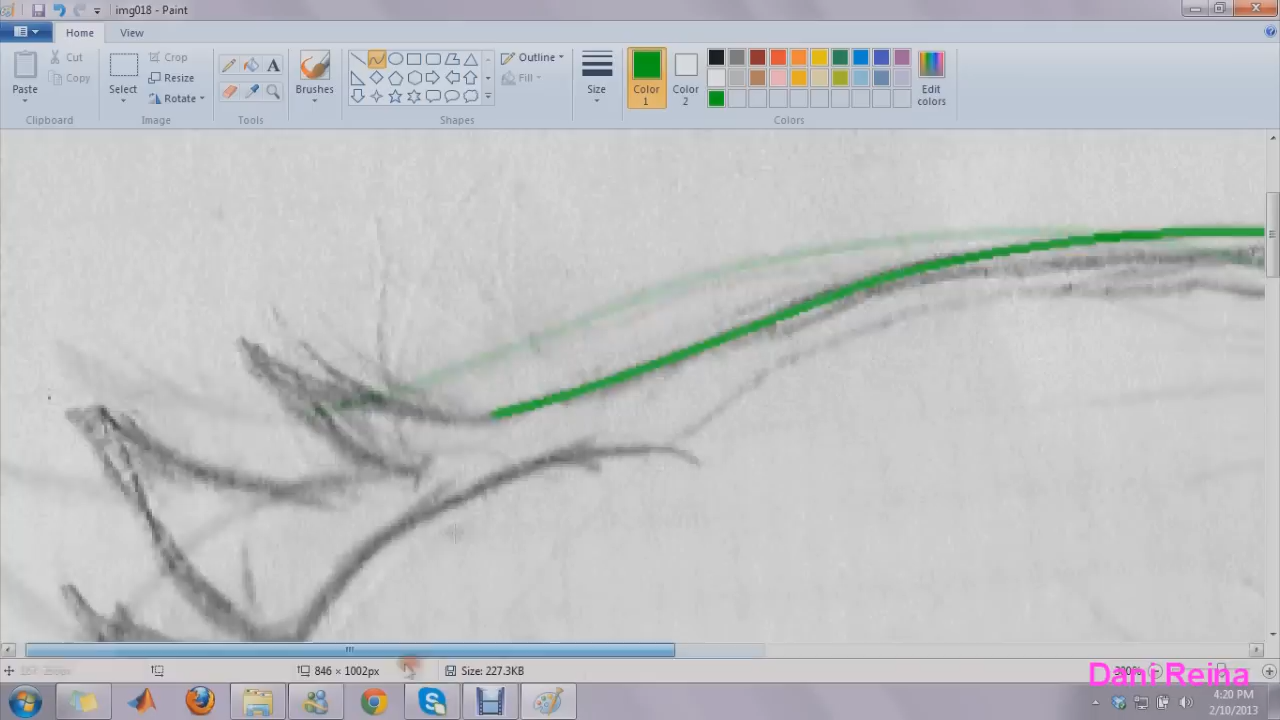 img018 - Paint
Home
View
Paste
Cut
Copy
Clipboard
Select
Crop
Resize
Rotate
Image
A
Tools
Brushes
Outline
Fill
Shapes
Size
Color 1
Color 2
Edit colors
Colors
846 × 1002px
Size: 227.3KB
Dani Reina
4:20 PM
2/10/2013